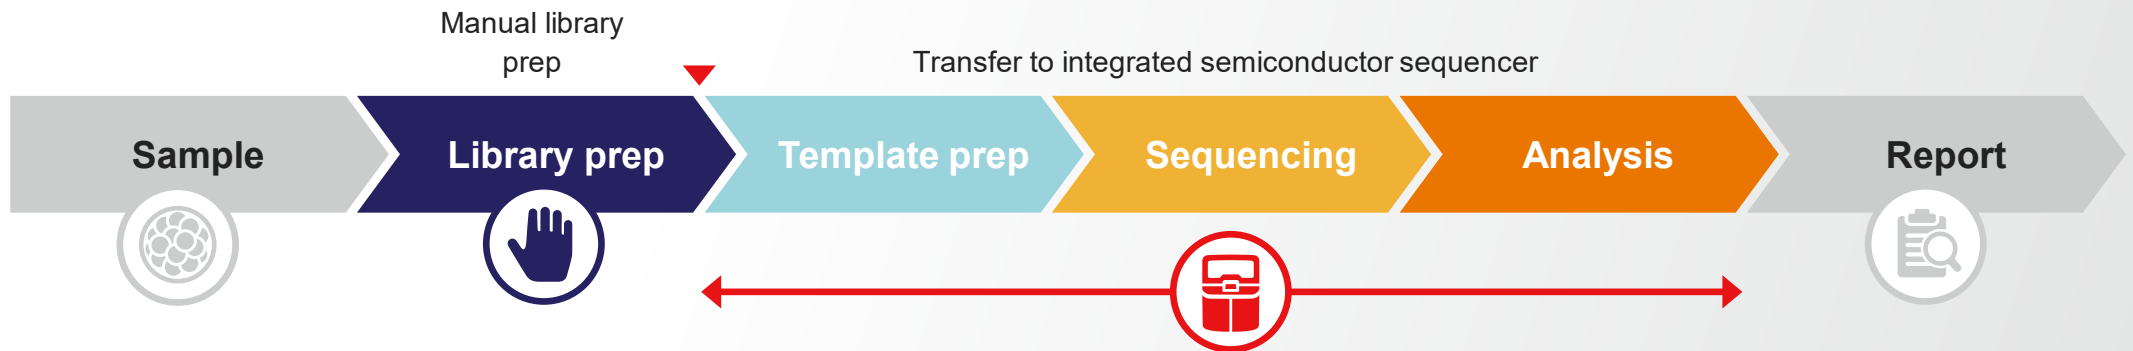 Manual library
prep
Transfer to integrated semiconductor sequencer
Sample
Library prep
Template prep
Sequencing
Analysis
Report